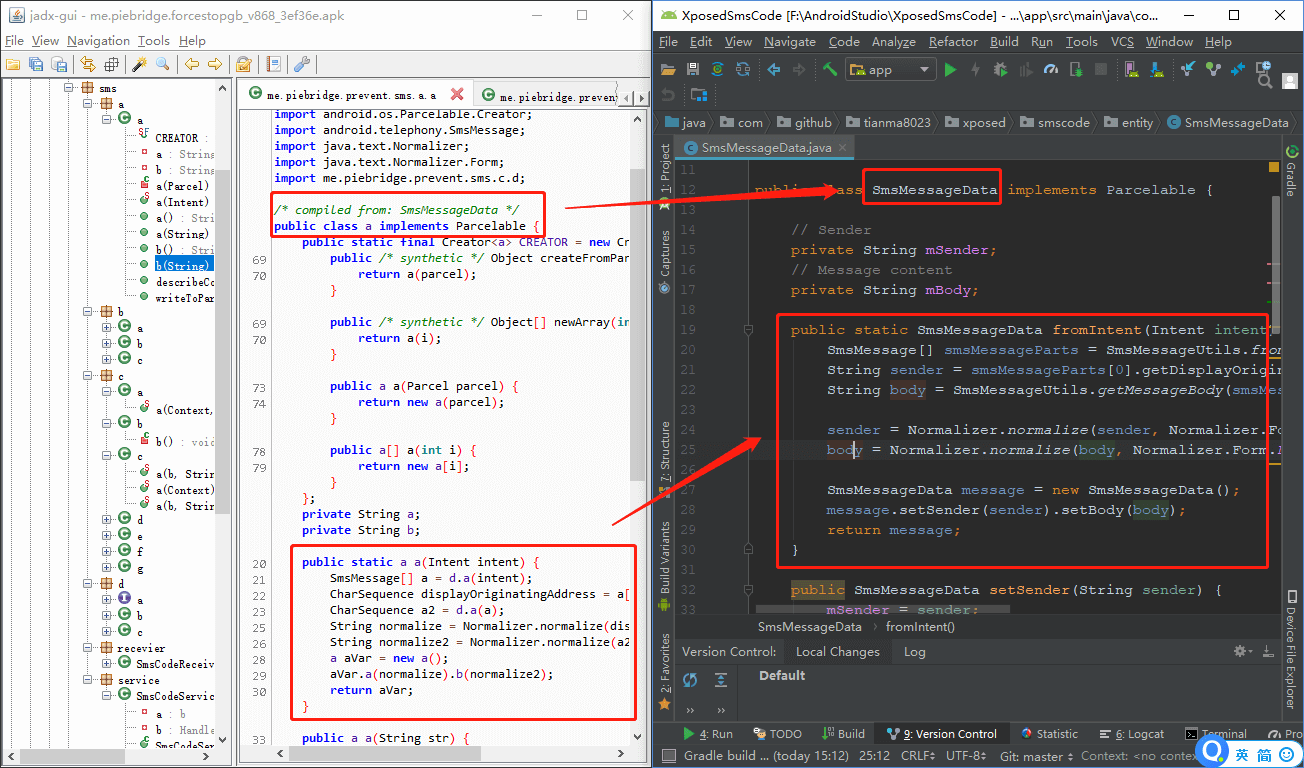 jadx-gui - me.piebridge.forcestopgb_v868_3ef36e.apk
File View Navigation Tools Help
sms
a
a
CREATOR :
a : String
b : String
a(Parcel)
a(Intent)
a() : Stri
a(String)
b() : Stri
b(String)
describeCo
writeToPar
b
a
b
c
c
a
a(Context,
b
b() : void
c
a(b, Strin
a(Context)
a(b, Strin
d
e
f
g
d
a
b
c
recevier
SmsCodeReceiv
service
SmsCodeServic
a : b
b : Handle
SmsCodeSer
me.piebridge.prevent.sms.a.a
me.piebridge.preven
import android.os.Parcelable.Creator;
import android.telephony.SmsMessage;
import java.text.Normalizer;
import java.text.Normalizer.Form;
import me.piebridge.prevent.sms.c.d;
/* compiled from: SmsMessageData */
public class a implements Parcelable {
public static final Creator<a> CREATOR = new Cr
69 public /* synthetic */ Object createFromPar
70 return a(parcel);
}
69 public /* synthetic */ Object[] newArray(in
70 return a(i);
}
73 public a a(Parcel parcel) {
74 return new a(parcel);
}
78 public a[] a(int i) {
79 return new a[i];
}
};
private String a;
private String b;
20 public static a a(Intent intent) {
21 SmsMessage[] a = d.a(intent);
22 CharSequence displayOriginatingAddress = a[
23 CharSequence a2 = d.a(a);
25 String normalize = Normalizer.normalize(dis
26 String normalize2 = Normalizer.normalize(a2
28 a aVar = new a();
29 aVar.a(normalize).b(normalize2);
30 return aVar;
}
33 public a a(String str) {
XposedSmsCode [F:\AndroidStudio\XposedSmsCode] - ...\app\src\main\java\co...
File Edit View Navigate Code Analyze Refactor Build Run Tools VCS Window Help
app
java com github tianma8023 xposed smscode entity SmsMessageData
SmsMessageData.java
1: Project
Captures
7: Structure
Build Variants
2: Favorites
Gradle
Device File Explorer
11
12 public class SmsMessageData implements Parcelable {
13
14 // Sender
15 private String mSender;
16 // Message content
17 private String mBody;
18
19 public static SmsMessageData fromIntent(Intent intent)
20 SmsMessage[] smsMessageParts = SmsMessageUtils.from
21 String sender = smsMessageParts[0].getDisplayOrigin
22 String body = SmsMessageUtils.getMessageBody(smsMes
23
24 sender = Normalizer.normalize(sender, Normalizer.Fo
25 body = Normalizer.normalize(body, Normalizer.Form.
26
27 SmsMessageData message = new SmsMessageData();
28 message.setSender(sender).setBody(body);
29 return message;
30 }
31
32 public SmsMessageData setSender(String sender) {
33 mSender = sender;
SmsMessageData fromIntent()
Version Control: Local Changes Log
Default
4: Run TODO Build 9: Version Control Statistic 6: Logcat Terminal Pro
Gradle build ... (today 15:12) 25:12 CRLF UTF-8 Git: master Context: <no contex
英 简